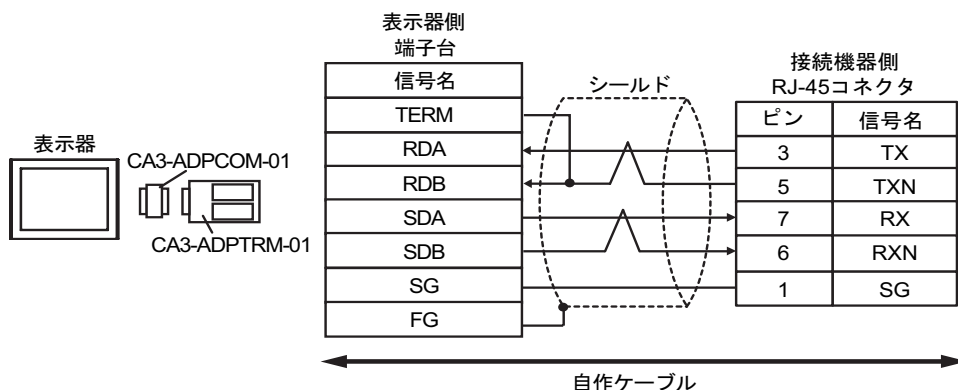 表示器
CA3-ADPCOM-01
CA3-ADPTRM-01
表示器側
端子台
信号名
TERM
RDA
RDB
SDA
SDB
SG
FG
シールド
接続機器側
RJ-45コネクタ
ピン 信号名
3 TX
5 TXN
7 RX
6 RXN
1 SG
自作ケーブル